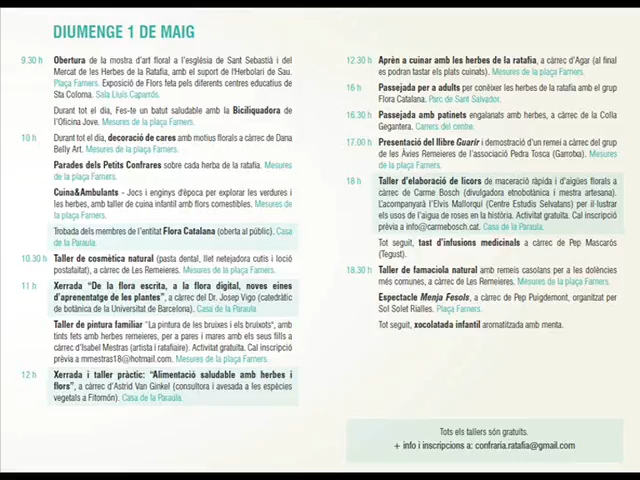 DIUMENGE 1 DE MAIG
9.30 h Obertura de la mostra d'art floral a l'església de Sant Sebastià i del
Mercat de les Herbes de la Ratafia, amb el suport de l'Herbolari de Sau.
Plaça Farners. Exposició de Flors feta pels diferents centres educatius de
Sta Coloma. Sala Lluís Caparrós.
Durant tot el dia, Fes-te un batut saludable amb la Biciliquadora de
l'Oficina Jove. Mesures de la plaça Farners.
10 h Durant tot el dia, decoració de cares amb motius florals a càrrec de Dana
Belly Art. Mesures de la plaça Farners.
Parades dels Petits Confrares sobre cada herba de la ratafia. Mesures
de la plaça Farners.
Cuina&Ambulants - Jocs i enginys d'època per explorar les verdures i
les herbes, amb taller de cuina infantil amb flors comestibles. Mesures de
la plaça Farners.
Trobada dels membres de l'entitat Flora Catalana (oberta al públic). Casa
de la Paraula.
10.30 h Taller de cosmètica natural (pasta dental, llet netejadora cutis i loció
postafaitat), a càrrec de Les Remeieres. Mesures de la plaça Farners.
11 h Xerrada "De la flora escrita, a la flora digital, noves eines
d'aprenentatge de les plantes", a càrrec del Dr. Josep Vigo (catedràtic
de botànica de la Universitat de Barcelona). Casa de la Paraula
Taller de pintura familiar "La pintura de les bruixes i els bruixots", amb
tints fets amb herbes remeieres, per a pares i mares amb els seus fills a
càrrec d'Isabel Mestras (artista i ratafiaire). Activitat gratuïta. Cal inscripció
prèvia a mmestras18@hotmail.com. Mesures de la plaça Farners.
12 h Xerrada i taller pràctic: "Alimentació saludable amb herbes i
flors", a càrrec d'Astrid Van Ginkel (consultora i avesada a les espècies
vegetals a Fitomón). Casa de la Paraula.
12.30 h Aprèn a cuinar amb les herbes de la ratafia, a càrrec d'Agar (al final
es podran tastar els plats cuinats). Mesures de la plaça Farners.
16 h Passejada per a adults per conèixer les herbes de la ratafia amb el grup
Flora Catalana. Parc de Sant Salvador.
16.30 h Passejada amb patinets engalanats amb herbes, a càrrec de la Colla
Gegantera. Carrers del centre.
17.00 h Presentació del llibre Guarir i demostració d'un remei a càrrec del grup
de les Àvies Remeieres de l'associació Pedra Tosca (Garrotxa). Mesures
de la plaça Farners.
18 h Taller d'elaboració de licors de maceració ràpida i d'aigües florals a
càrrec de Carme Bosch (divulgadora etnobotànica i mestra artesana).
L'acompanyarà l'Elvis Mallorquí (Centre Estudis Selvatans) per il·lustrar
els usos de l'aigua de roses en la història. Activitat gratuïta. Cal inscripció
prèvia a info@carmebosch.cat. Casa de la Paraula.
Tot seguit, tast d'infusions medicinals a càrrec de Pep Mascarós
(Tegust).
18.30 h Taller de famaciola natural amb remeis casolans per a les dolències
més comunes, a càrrec de Les Remeieres. Mesures de la plaça Farners.
Espectacle Menja Fesols, a càrrec de Pep Puigdemont, organitzat per
Sol Solet Rialles. Plaça Farners.
Tot seguit, xocolatada infantil aromatitzada amb menta.
Tots els tallers són gratuïts.
+ info i inscripcions a: confraria.ratafia@gmail.com